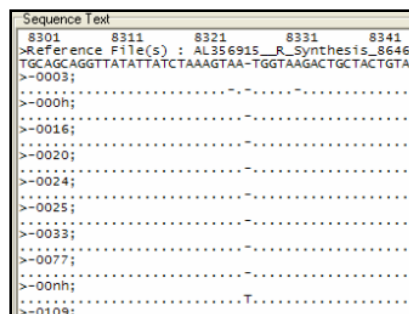 Sequence Text
8301 8311 8321 8331 8341
>Reference File(s) : AL356915__R_Synthesis_8646
TGCAGCAGGTTATATTATCTAAAGTAA-TGGTAAGACTGCTACTGTA
>-0003;
.........................-.-.....-.............
>-000h;
...........................-...................
>-0016;
...........................-...................
>-0020;
...........................-...................
>-0024;
...........................-...................
>-0025;
...........................-...................
>-0033;
...........................-...................
>-0077;
...........................-...................
>-00nh;
...........................T...................
>-0109;